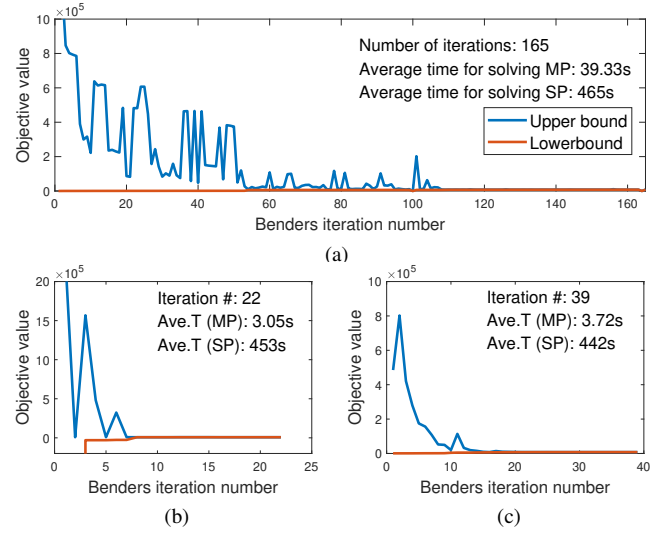 × 10^5
10
8
6
4
2
0
Objective value
Number of iterations: 165
Average time for solving MP: 39.33s
Average time for solving SP: 465s
Upper bound
Lowerbound
0 20 40 60 80 100 120 140 160
Benders iteration number
(a)
× 10^5
20
15
10
5
0
Objective value
Iteration #: 22
Ave.T (MP): 3.05s
Ave.T (SP): 453s
0 5 10 15 20 25
Benders iteration number
(b)
× 10^5
10
8
6
4
2
0
Objective value
Iteration #: 39
Ave.T (MP): 3.72s
Ave.T (SP): 442s
0 10 20 30 40
Benders iteration number
(c)